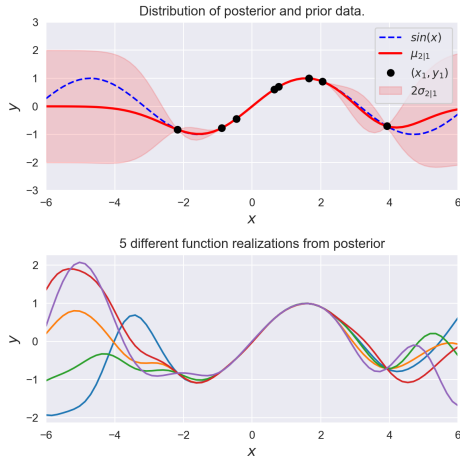 Distribution of posterior and prior data.
sin(x)
μ2|1
(x1, y1)
2σ2|1
3
2
1
0
−1
−2
−3
y
−6 −4 −2 0 2 4 6
x
5 different function realizations from posterior
2
1
0
−1
−2
y
−6 −4 −2 0 2 4 6
x